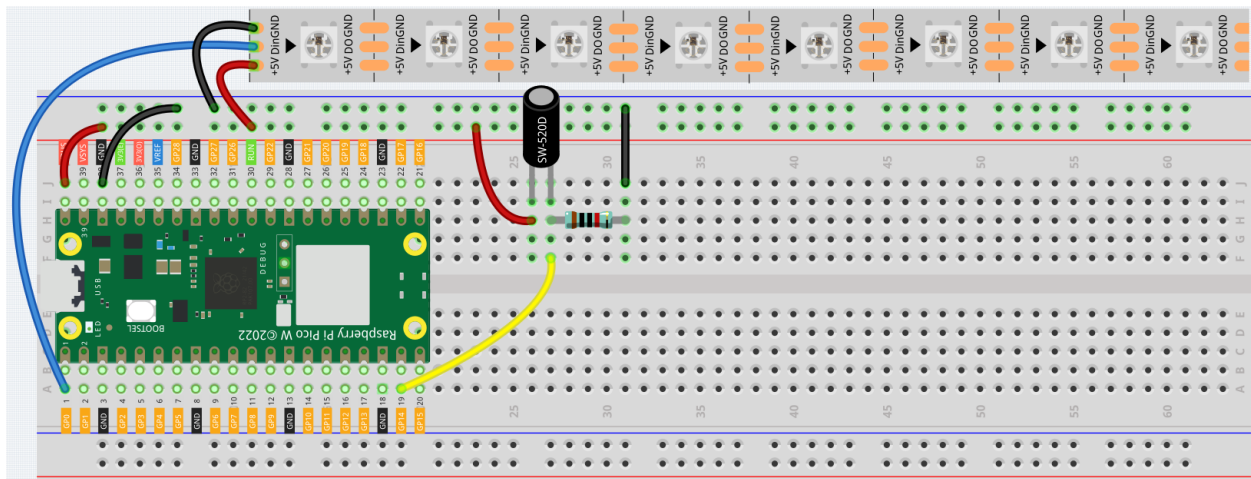 +5V DinGND
+5V DOGND
+5V DinGND
+5V DOGND
+5V DinGND
+5V DOGND
+5V DinGND
+5V DOGND
+5V DinGND
+5V DOGND
+5V DinGND
+5V DOGND
+5V DinGND
+5V DOGND
+5V DinGND
SW-520D
VSYS
GND
VREF
GP28
GND
GP27
GP26
RUN
GP22
GND
GP21
GP20
GP19
GP18
GND
GP17
GP16
39
37
36
35
34
33
32
31
30
29
28
27
26
25
24
23
22
21
25
30
35
40
45
50
55
60
J
I
H
G
F
39
USB
DEBUG
BOOTSEL
LED
1
2
Raspberry Pi Pico W ©2022
E
D
C
B
A
J
I
H
G
F
E
D
C
B
A
1
2
3
4
5
6
7
8
9
10
11
12
13
14
15
16
17
18
19
20
GP0
GP1
GND
GP2
GP3
GP4
GP5
GND
GP6
GP7
GP8
GP9
GND
GP10
GP11
GP12
GP13
GND
GP14
GP15
25
30
35
40
45
50
55
60